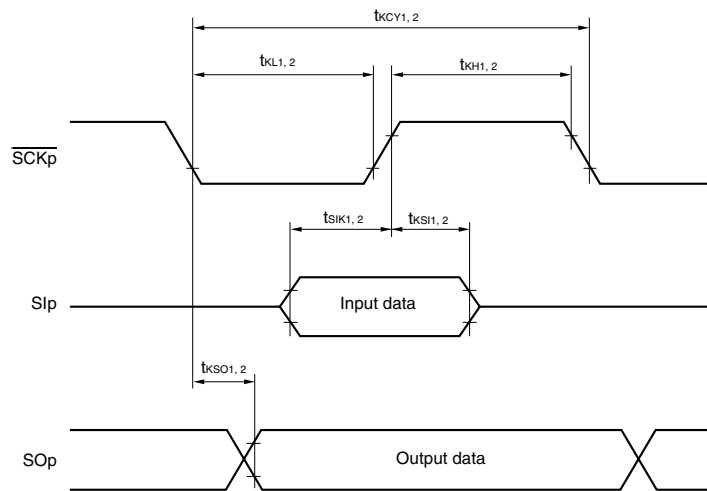 tKCY1, 2
tKL1, 2
tKH1, 2
SCKp
tSIK1, 2
tKSI1, 2
SIp
Input data
tKSO1, 2
SOp
Output data